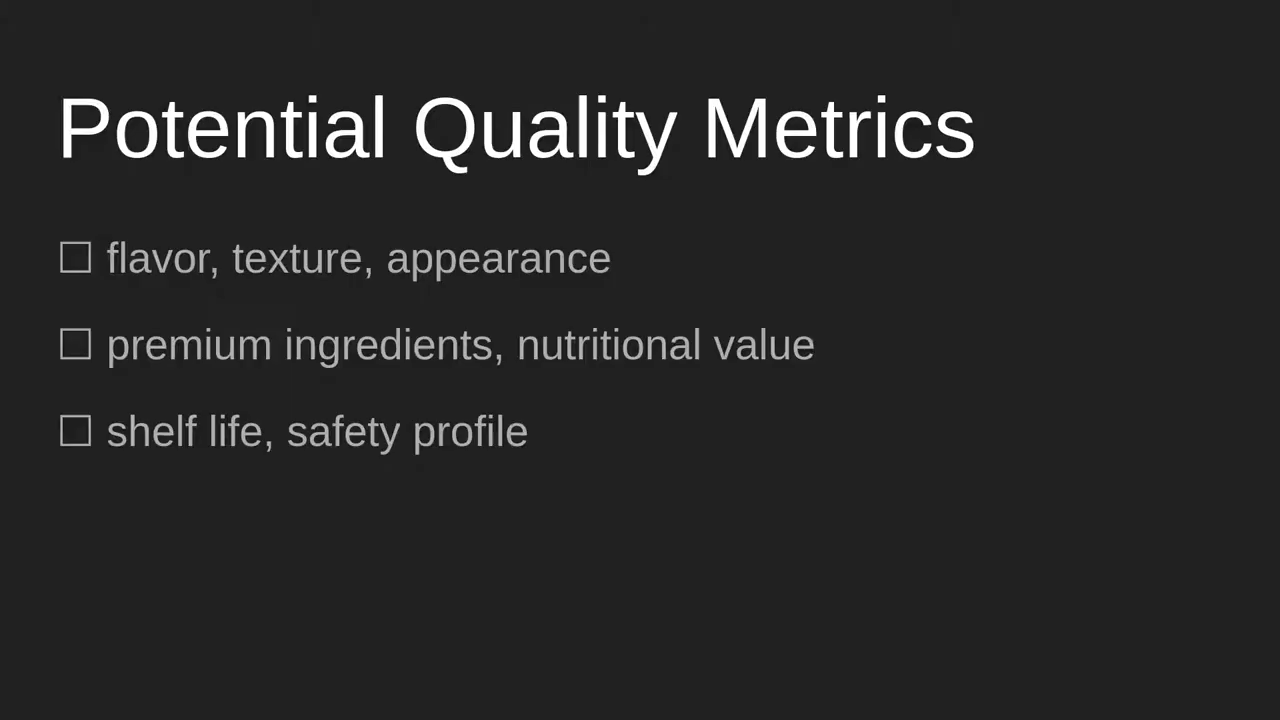 Potential Quality Metrics
☐ flavor, texture, appearance
☐ premium ingredients, nutritional value
☐ shelf life, safety profile